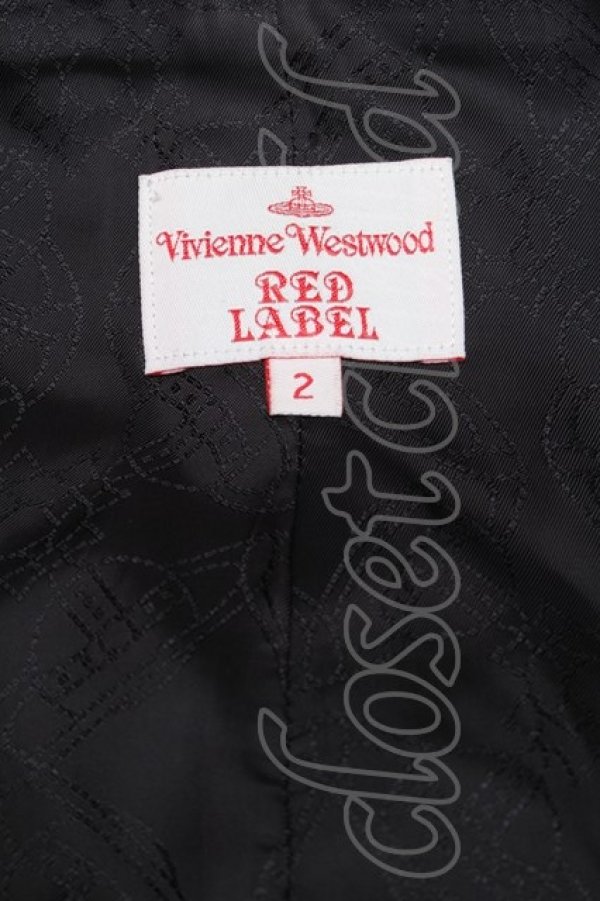 Vivienne Westwood
RED
LABEL
2
closet child